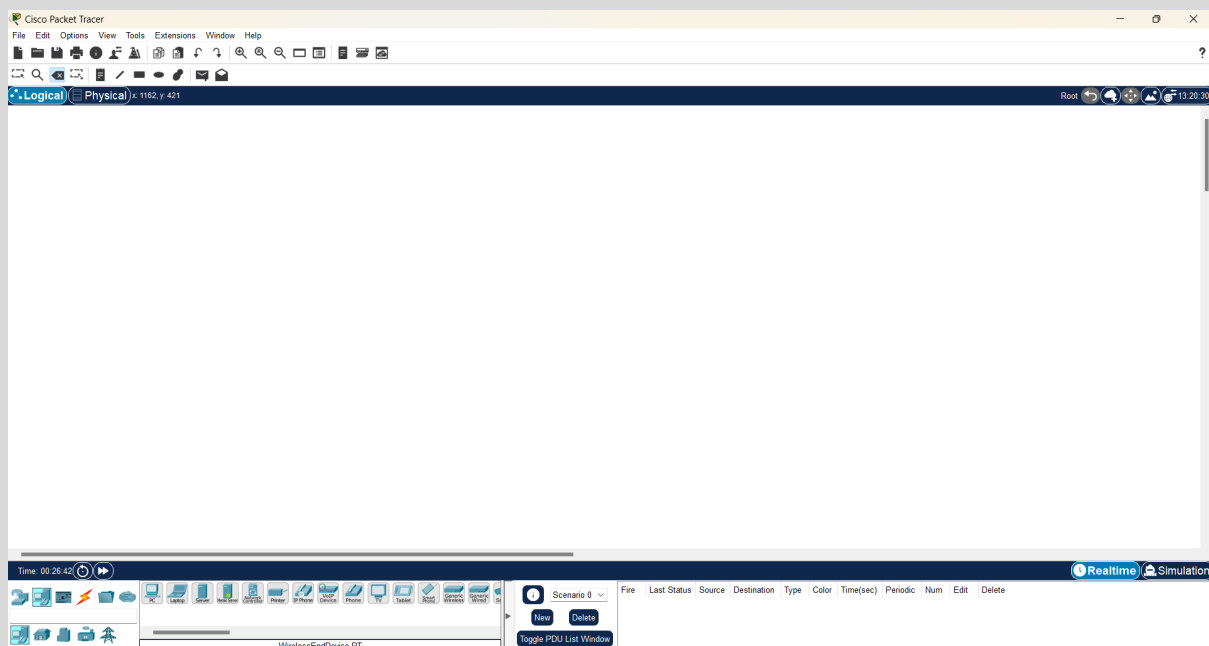 Cisco Packet Tracer
File Edit Options View Tools Extensions Window Help
?
Logical Physical x: 1162, y: 421 Root 13:20:30
Time: 00:26:42 Realtime Simulation
PC Laptop Server Printer IP Phone VoIP Device Phone TV Tablet Smart Phone Generic Wireless Generic Wired
Scenario 0 Fire Last Status Source Destination Type Color Time(sec) Periodic Num Edit Delete
New Delete
Toggle PDU List Window